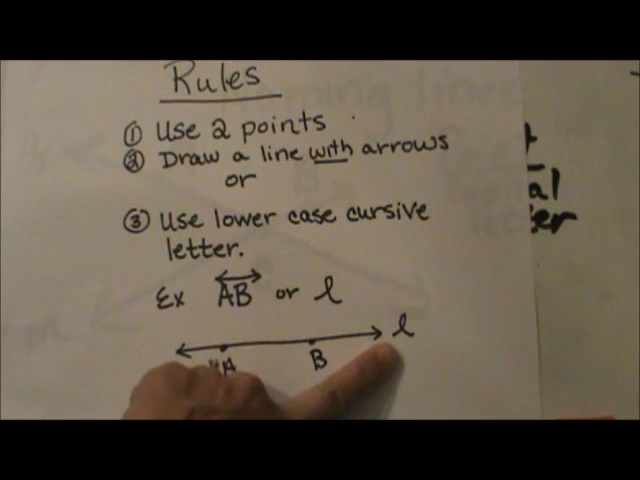 Rules
① Use 2 points
② Draw a line with arrows
or
③ Use lower case cursive
letter.
Ex AB or l
l
A B
al